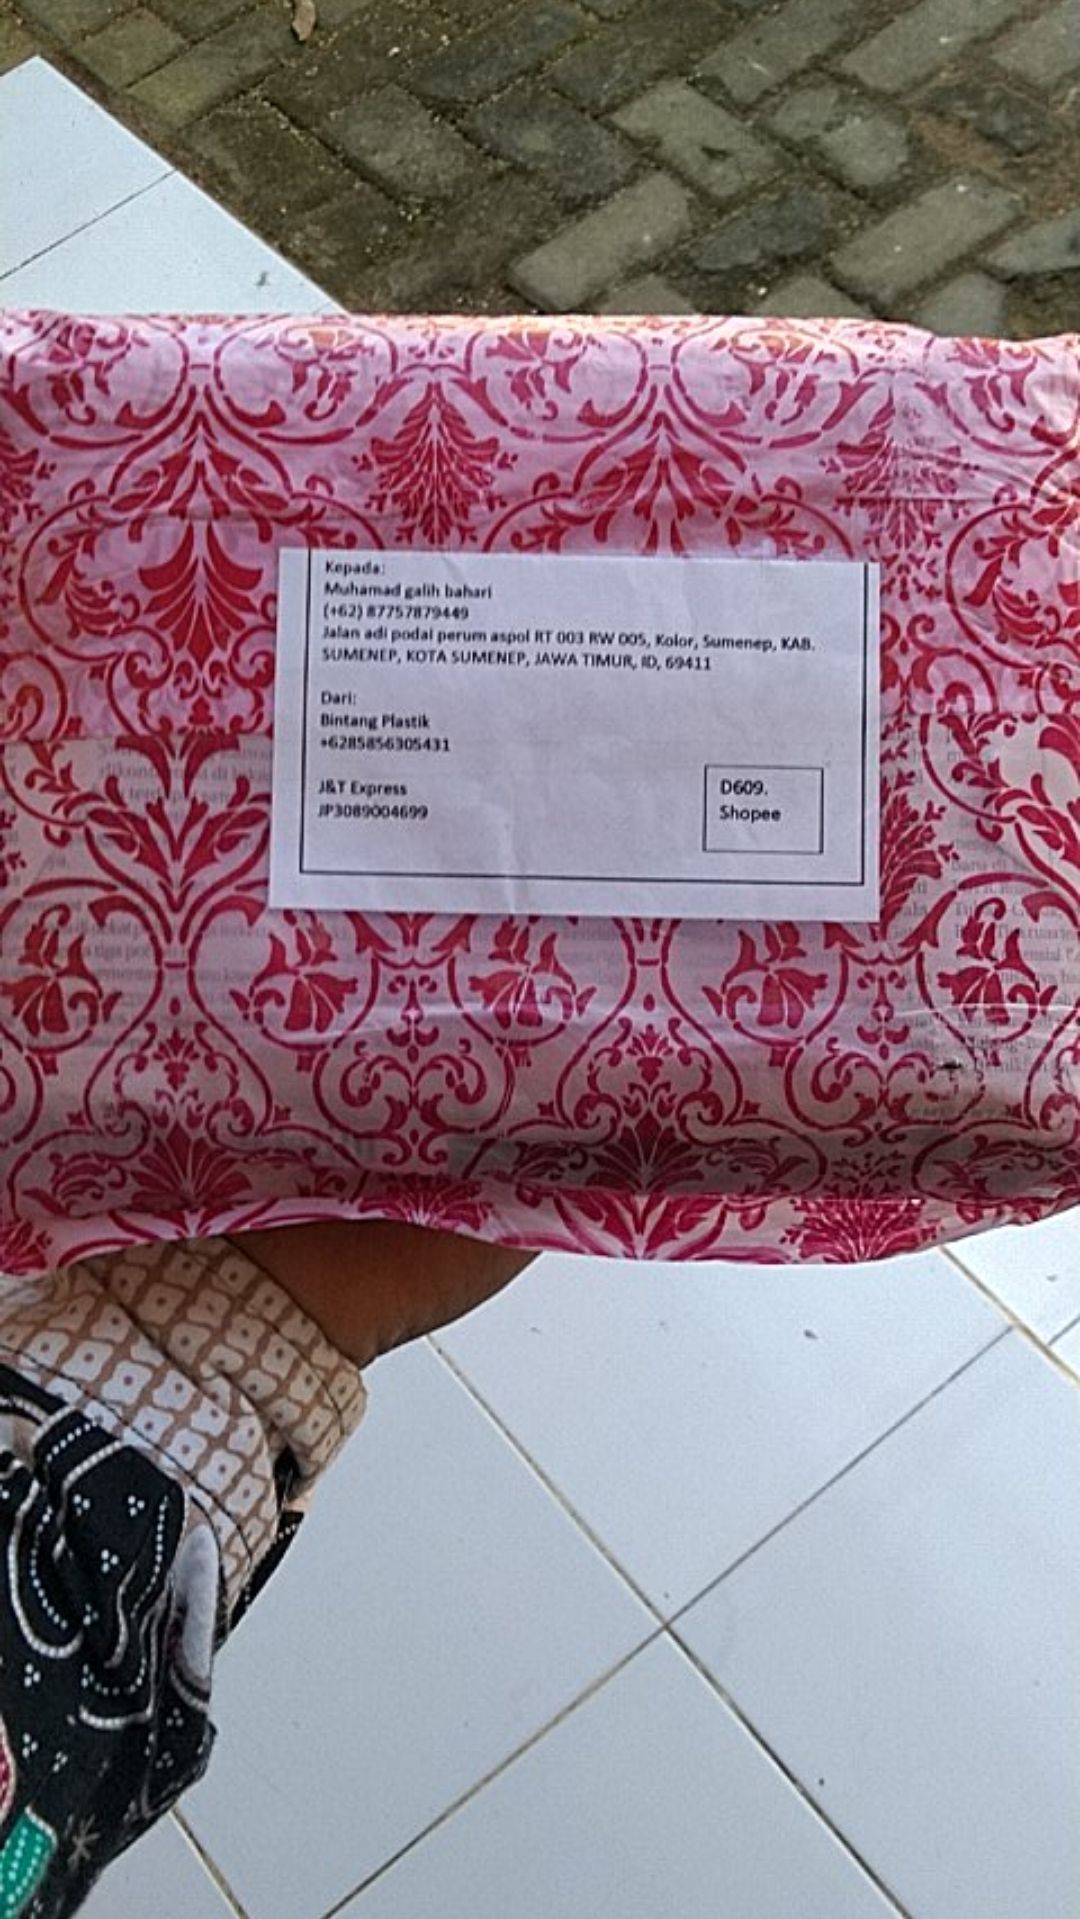 Kepada:
Muhamad galih bahari
(+62) 87757879449
Jalan adi podai perum aspol RT 003 RW 005, Kolor, Sumenep, KAB.
SUMENEP, KOTA SUMENEP, JAWA TIMUR, ID, 69411
Dari:
Bintang Plastik
+6285856305431
J&T Express
JP3089004699
D609.
Shopee